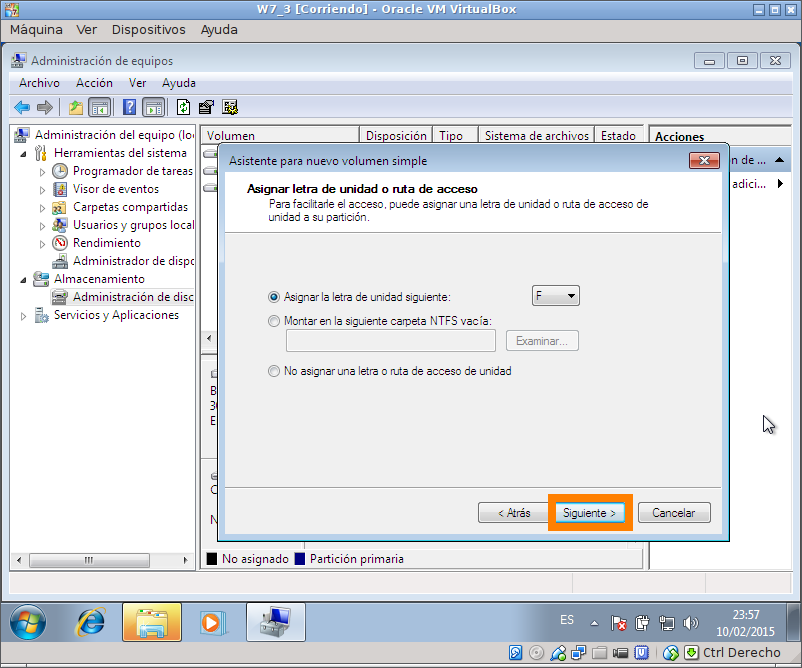 W7_3 [Corriendo] - Oracle VM VirtualBox
Máquina Ver Dispositivos Ayuda
Administración de equipos
Archivo Acción Ver Ayuda
Administración del equipo (loc
Herramientas del sistema
Programador de tareas
Visor de eventos
Carpetas compartidas
Usuarios y grupos local
Rendimiento
Administrador de dispo
Almacenamiento
Administración de disc
Servicios y Aplicaciones
Volumen Disposición Tipo Sistema de archivos Estado
Acciones
n de ...
adici...
Asistente para nuevo volumen simple
Asignar letra de unidad o ruta de acceso
Para facilitarle el acceso, puede asignar una letra de unidad o ruta de acceso de
unidad a su partición.
Asignar la letra de unidad siguiente: F
Montar en la siguiente carpeta NTFS vacía:
Examinar...
No asignar una letra o ruta de acceso de unidad
< Atrás Siguiente > Cancelar
B
30
E
C
N
No asignado Partición primaria
ES
23:57
10/02/2015
Ctrl Derecho